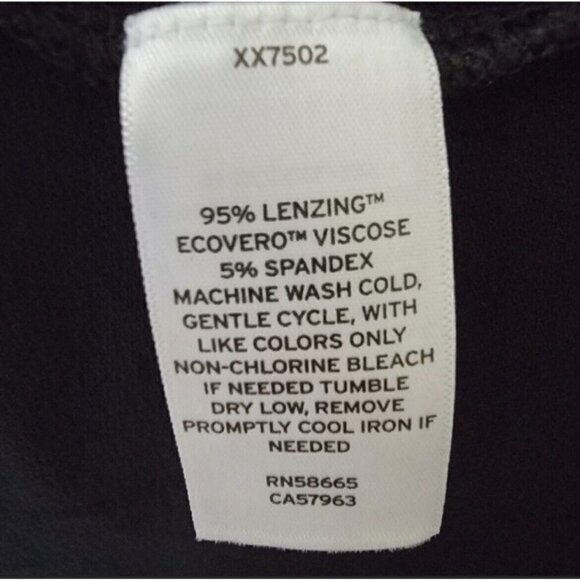 XX7502
95% LENZING™
ECOVERO™ VISCOSE
5% SPANDEX
MACHINE WASH COLD,
GENTLE CYCLE, WITH
LIKE COLORS ONLY
NON-CHLORINE BLEACH
IF NEEDED TUMBLE
DRY LOW, REMOVE
PROMPTLY COOL IRON IF
NEEDED
RN58665
CA57963